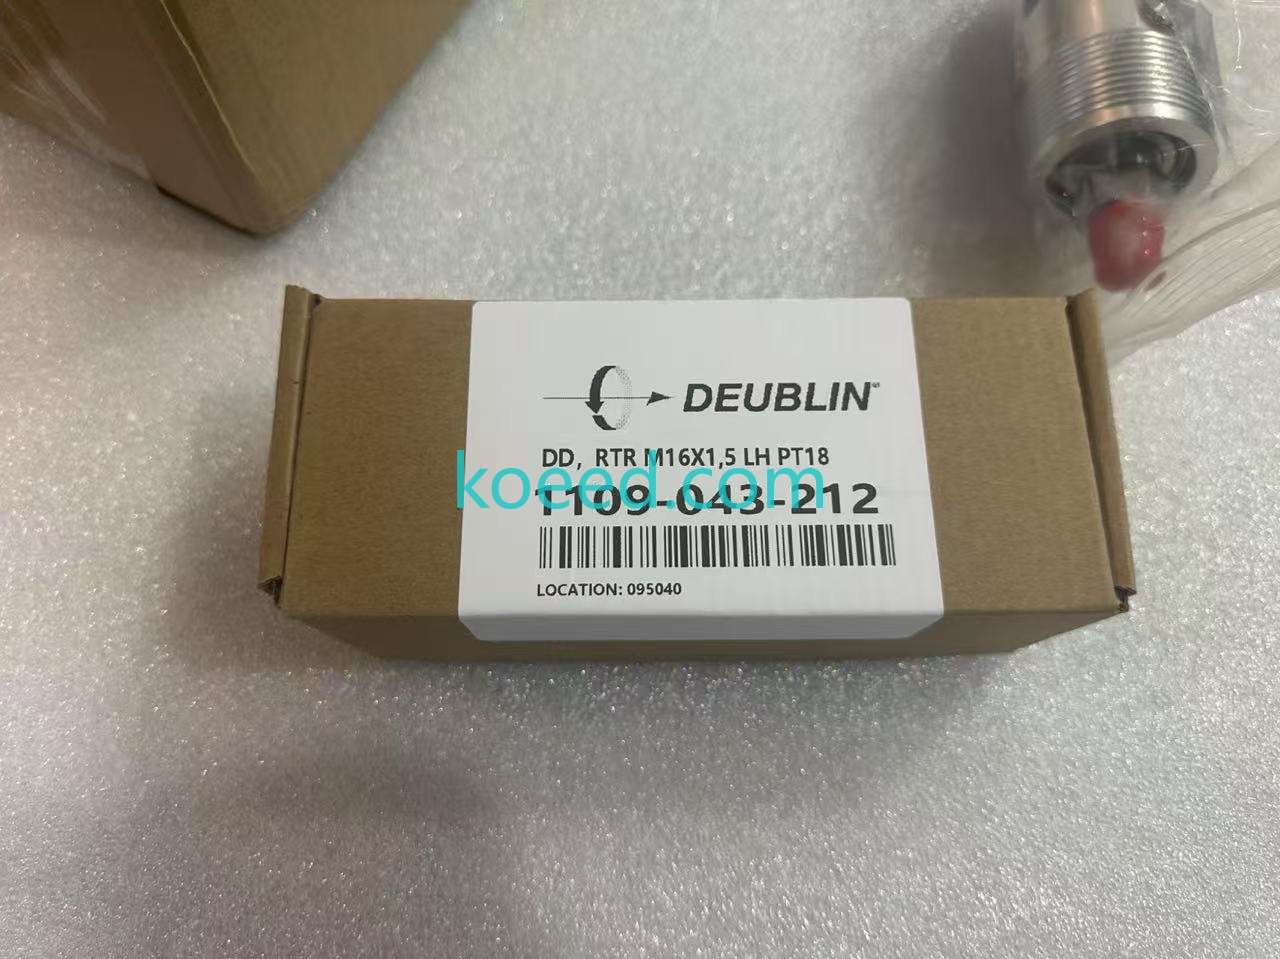 DEUBLIN
DD, RTR M16X1,5 LH PT18
koeed.com
1109-043-212
LOCATION: 095040